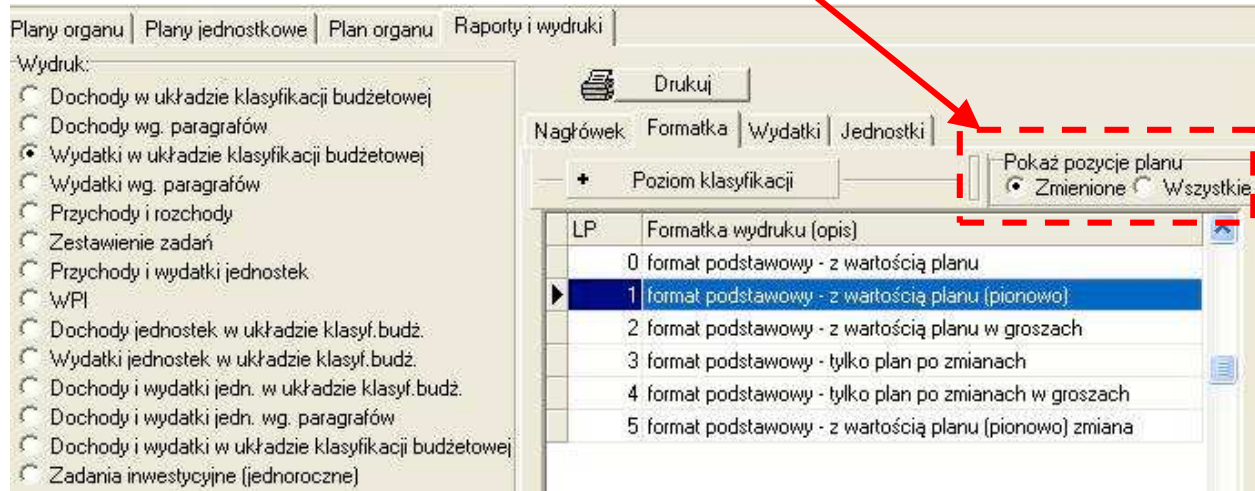 Plany organu Plany jednostkowe Plan organu Raporty i wydruki
Wydruk:
Dochody w układzie klasyfikacji budżetowej
Dochody wg. paragrafów
Wydatki w układzie klasyfikacji budżetowej
Wydatki wg. paragrafów
Przychody i rozchody
Zestawienie zadań
Przychody i wydatki jednostek
WPI
Dochody jednostek w układzie klasyf.budż.
Wydatki jednostek w układzie klasyf.budż.
Dochody i wydatki jedn. w układzie klasyf.budż.
Dochody i wydatki jedn. wg. paragrafów
Dochody i wydatki w układzie klasyfikacji budżetowej
Zadania inwestycyjne (jednoroczne)
Drukuj
Nagłówek Formatka Wydatki Jednostki
+ Poziom klasyfikacji
Pokaż pozycje planu
Zmienione Wszystkie
LP Formatka wydruku (opis)
0 format podstawowy - z wartością planu
1 format podstawowy - z wartością planu (pionowo)
2 format podstawowy - z wartością planu w groszach
3 format podstawowy - tylko plan po zmianach
4 format podstawowy - tylko plan po zmianach w groszach
5 format podstawowy - z wartością planu (pionowo) zmiana